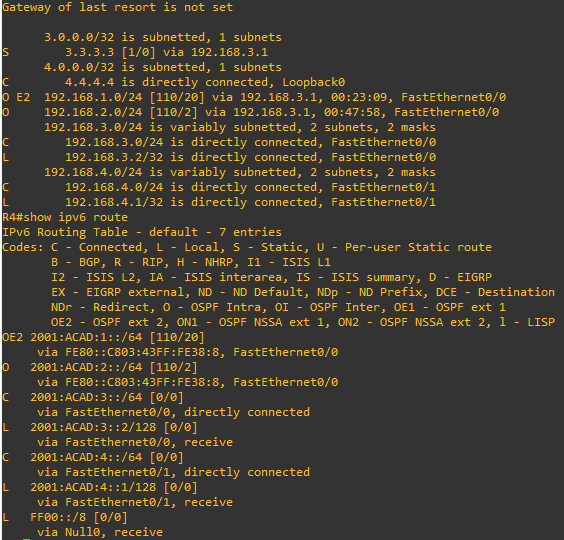 Gateway of last resort is not set
3.0.0.0/32 is subnetted, 1 subnets
S 3.3.3.3 [1/0] via 192.168.3.1
4.0.0.0/32 is subnetted, 1 subnets
C 4.4.4.4 is directly connected, Loopback0
O E2 192.168.1.0/24 [110/20] via 192.168.3.1, 00:23:09, FastEthernet0/0
O 192.168.2.0/24 [110/2] via 192.168.3.1, 00:47:58, FastEthernet0/0
192.168.3.0/24 is variably subnetted, 2 subnets, 2 masks
C 192.168.3.0/24 is directly connected, FastEthernet0/0
L 192.168.3.2/32 is directly connected, FastEthernet0/0
192.168.4.0/24 is variably subnetted, 2 subnets, 2 masks
C 192.168.4.0/24 is directly connected, FastEthernet0/1
L 192.168.4.1/32 is directly connected, FastEthernet0/1
R4#show ipv6 route
IPv6 Routing Table - default - 7 entries
Codes: C - Connected, L - Local, S - Static, U - Per-user Static route
B - BGP, R - RIP, H - NHRP, I1 - ISIS L1
I2 - ISIS L2, IA - ISIS interarea, IS - ISIS summary, D - EIGRP
EX - EIGRP external, ND - ND Default, NDp - ND Prefix, DCE - Destination
NDr - Redirect, O - OSPF Intra, OI - OSPF Inter, OE1 - OSPF ext 1
OE2 - OSPF ext 2, ON1 - OSPF NSSA ext 1, ON2 - OSPF NSSA ext 2, l - LISP
OE2 2001:ACAD:1::/64 [110/20]
via FE80::C803:43FF:FE38:8, FastEthernet0/0
O 2001:ACAD:2::/64 [110/2]
via FE80::C803:43FF:FE38:8, FastEthernet0/0
C 2001:ACAD:3::/64 [0/0]
via FastEthernet0/0, directly connected
L 2001:ACAD:3::2/128 [0/0]
via FastEthernet0/0, receive
C 2001:ACAD:4::/64 [0/0]
via FastEthernet0/1, directly connected
L 2001:ACAD:4::1/128 [0/0]
via FastEthernet0/1, receive
L FF00::/8 [0/0]
via Null0, receive